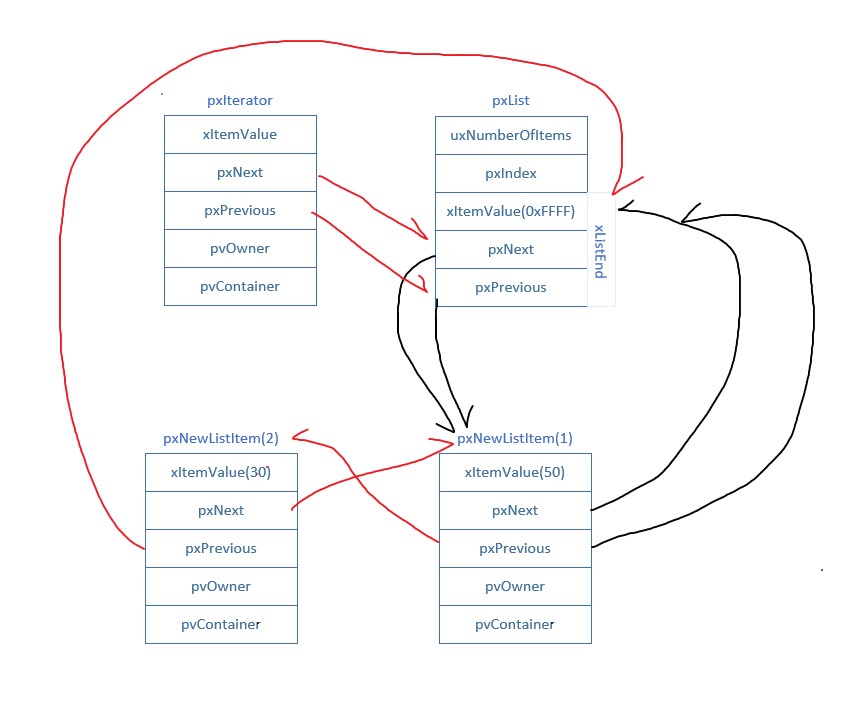 pxIterator
xItemValue
pxNext
pxPrevious
pvOwner
pvContainer
pxList
uxNumberOfItems
pxIndex
xItemValue(0xFFFF)
pxNext
pxPrevious
xListEnd
pxNewListItem(2)
xItemValue(30)
pxNext
pxPrevious
pvOwner
pvContainer
pxNewListItem(1)
xItemValue(50)
pxNext
pxPrevious
pvOwner
pvContainer